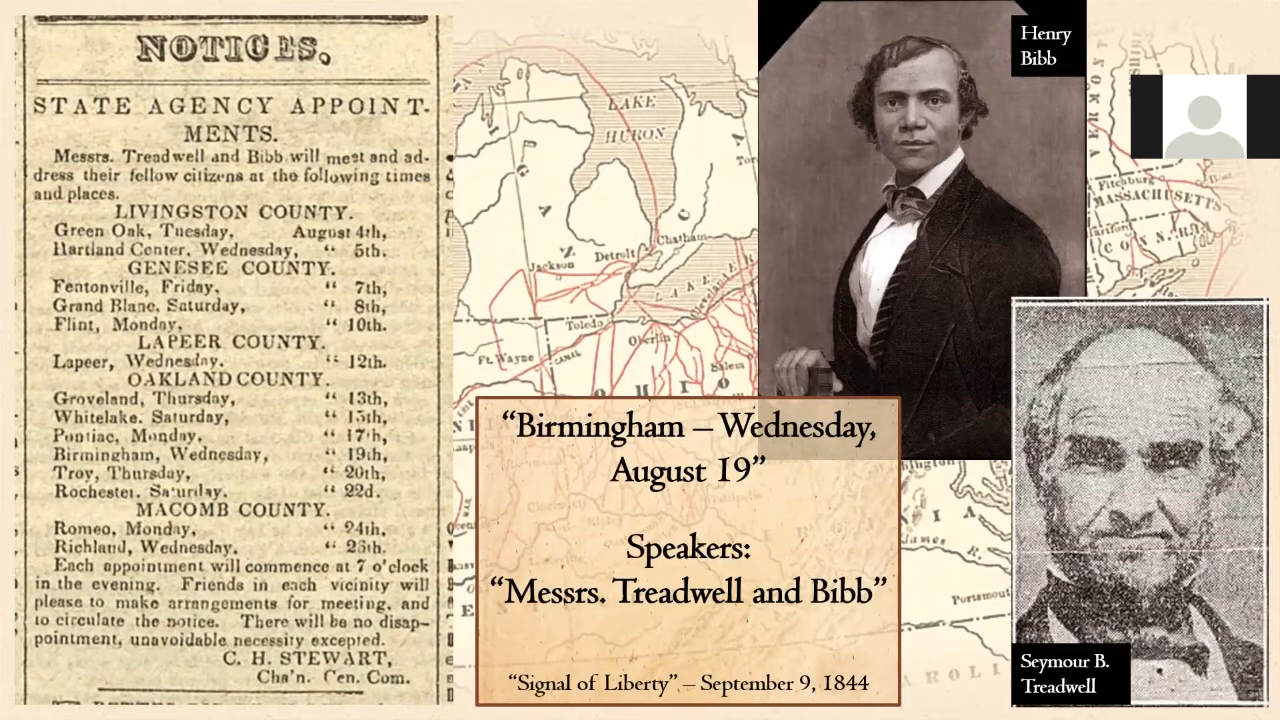 NOTICES.
STATE AGENCY APPOINT-
MENTS.
Messrs. Treadwell and Bibb will meet and ad-
dress their fellow citizens at the following times
and places.
LIVINGSTON COUNTY.
Green Oak, Tuesday, August 4th,
Hartland Center, Wednesday, “ 5th.
GENESEE COUNTY.
Fentonville, Friday, “ 7th,
Grand Blanc, Saturday, “ 8th,
Flint, Monday, “ 10th.
LAPEER COUNTY.
Lapeer, Wednesday. “ 12th.
OAKLAND COUNTY.
Groveland, Thursday, “ 13th,
Whitelake. Saturday, “ 15th,
Pontiac, Monday, “ 17th,
Birmingham, Wednesday, “ 19th,
Troy, Thursday, “ 20th,
Rochester, Saturday. “ 22d.
MACOMB COUNTY.
Romeo, Monday, “ 24th,
Richland, Wednesday. “ 26th.
Each appointment will commence at 7 o'clock
in the evening. Friends in each vicinity will
please to make arrangements for meeting, and
to circulate the notice. There will be no disap-
pointment, unavoidable necessity excepted.
C. H. STEWART,
Cha'n. Cen. Com.
LAKE
HURON
Chatham
Detroit
Jackson
LAKE ER
Toledo
Oberlin
Ft. Wayne
CANAL
Salem
OHIO
Henry
Bibb
VERMONT
SHIRE
Fitchburg
Boston
MASSACHUSETTS
CONN.
R.I.
“Birmingham – Wednesday,
August 19”
Speakers:
“Messrs. Treadwell and Bibb”
“Signal of Liberty” – September 9, 1844
James R.
Portsmouth
CAROLI
Seymour B.
Treadwell